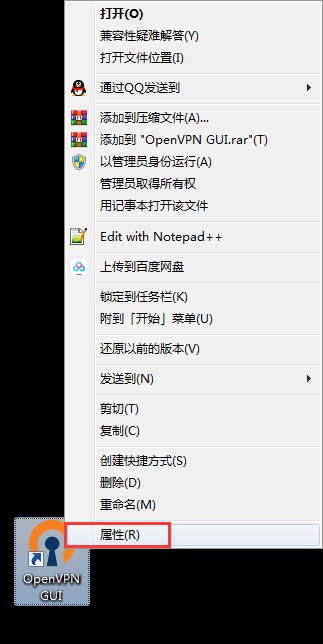 打开(O)
兼容性疑难解答(Y)
打开文件位置(I)
通过QQ发送到
添加到压缩文件(A)...
添加到 "OpenVPN GUI.rar"(T)
以管理员身份运行(A)
管理员取得所有权
用记事本打开该文件
Edit with Notepad++
上传到百度网盘
锁定到任务栏(K)
附到「开始」菜单(U)
还原以前的版本(V)
发送到(N)
剪切(T)
复制(C)
创建快捷方式(S)
删除(D)
重命名(M)
属性(R)
OpenVPN
GUI